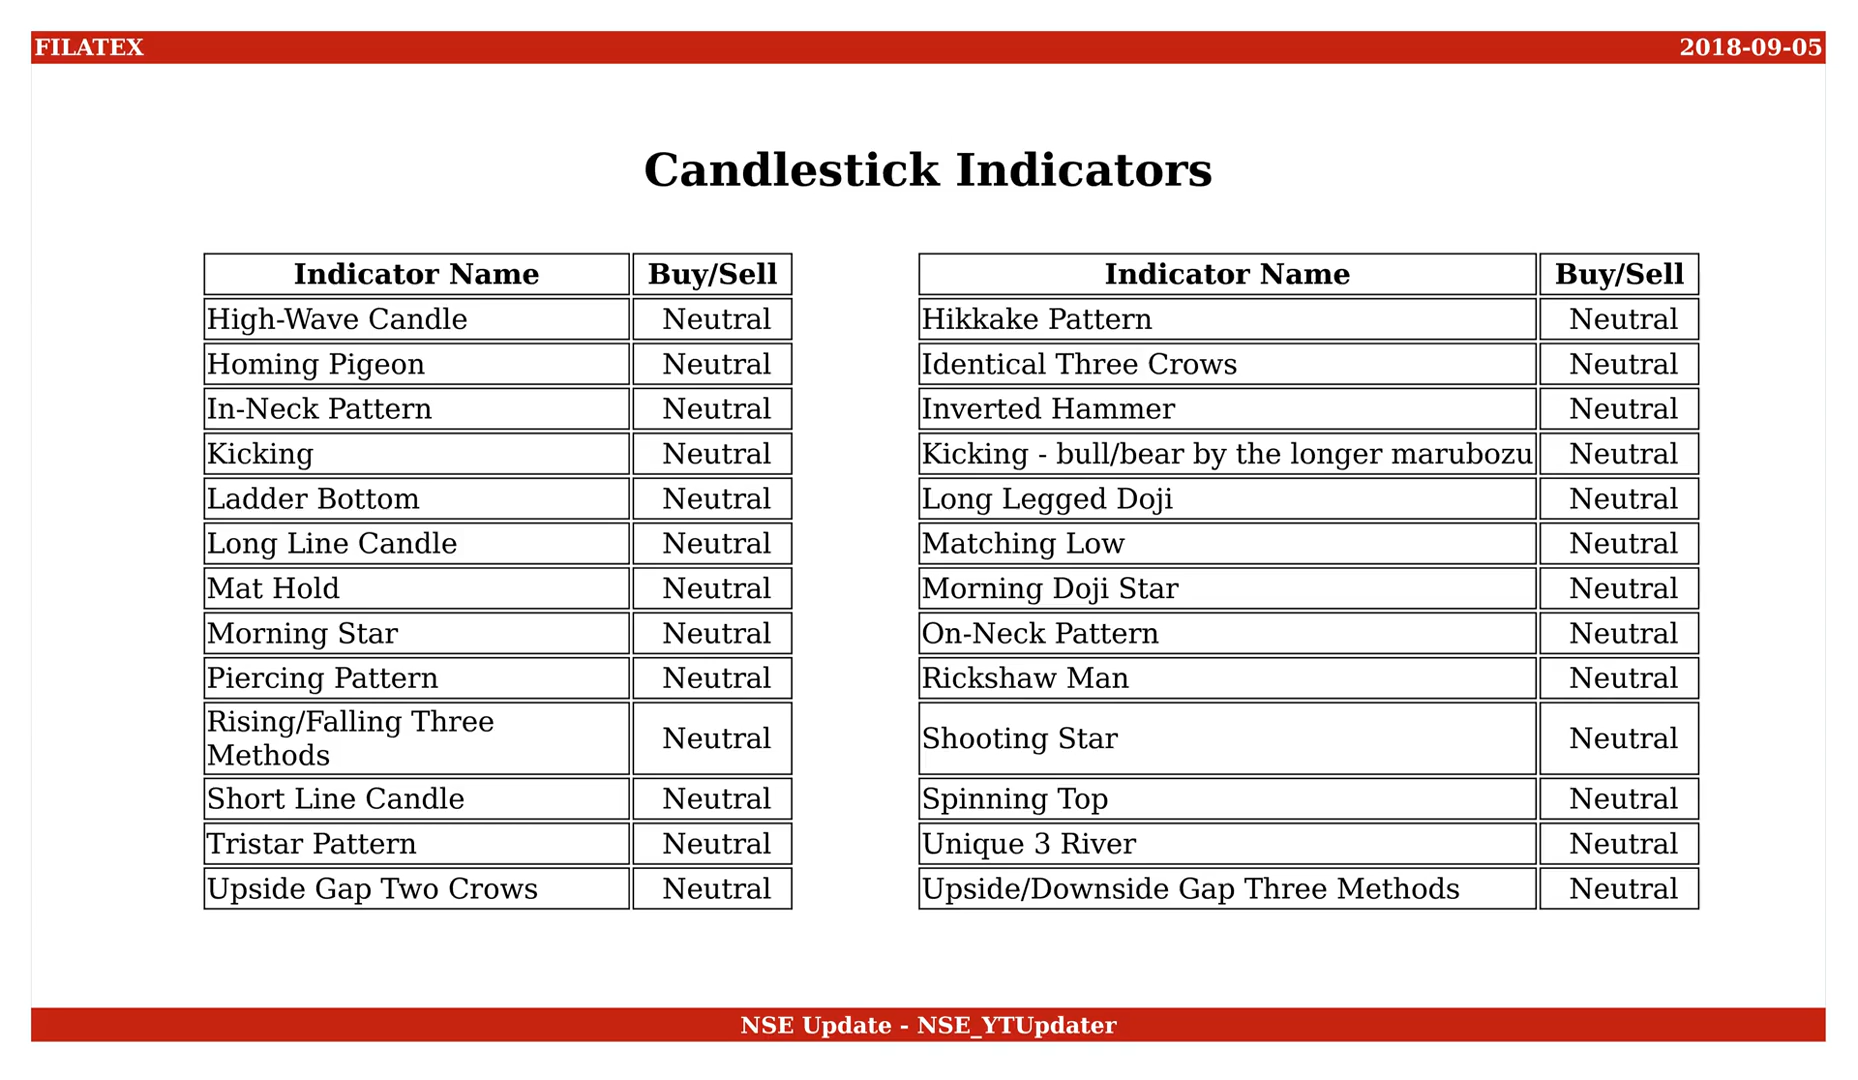 FILATEX
2018-09-05
Candlestick Indicators
Indicator Name Buy/Sell
High-Wave Candle Neutral
Homing Pigeon Neutral
In-Neck Pattern Neutral
Kicking Neutral
Ladder Bottom Neutral
Long Line Candle Neutral
Mat Hold Neutral
Morning Star Neutral
Piercing Pattern Neutral
Rising/Falling Three
Methods Neutral
Short Line Candle Neutral
Tristar Pattern Neutral
Upside Gap Two Crows Neutral
Indicator Name Buy/Sell
Hikkake Pattern Neutral
Identical Three Crows Neutral
Inverted Hammer Neutral
Kicking - bull/bear by the longer marubozu Neutral
Long Legged Doji Neutral
Matching Low Neutral
Morning Doji Star Neutral
On-Neck Pattern Neutral
Rickshaw Man Neutral
Shooting Star Neutral
Spinning Top Neutral
Unique 3 River Neutral
Upside/Downside Gap Three Methods Neutral
NSE Update - NSE_YTUpdater